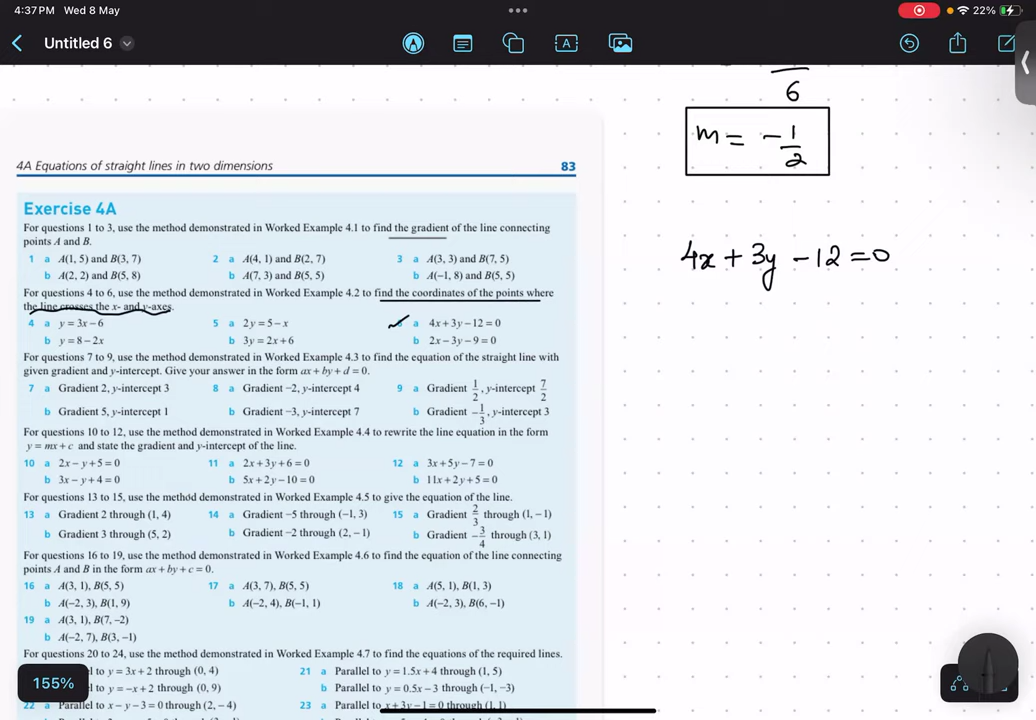 4:37 PM Wed 8 May
22%
Untitled 6
A
6
m = -1/2
4A Equations of straight lines in two dimensions 83
Exercise 4A
For questions 1 to 3, use the method demonstrated in Worked Example 4.1 to find the gradient of the line connecting
points A and B.
1 a A(1, 5) and B(3, 7) 2 a A(4, 1) and B(2, 7) 3 a A(3, 3) and B(7, 5)
b A(2, 2) and B(5, 8) b A(7, 3) and B(5, 5) b A(−1, 8) and B(5, 5)
4x + 3y - 12 = 0
For questions 4 to 6, use the method demonstrated in Worked Example 4.2 to find the coordinates of the points where
the line crosses the x- and y-axes.
4 a y = 3x − 6 5 a 2y = 5 − x a 4x + 3y − 12 = 0
b y = 8 − 2x b 3y = 2x + 6 b 2x − 3y − 9 = 0
For questions 7 to 9, use the method demonstrated in Worked Example 4.3 to find the equation of the straight line with
given gradient and y-intercept. Give your answer in the form ax + by + d = 0.
7 a Gradient 2, y-intercept 3 8 a Gradient −2, y-intercept 4 9 a Gradient 1/2, y-intercept 7/2
b Gradient 5, y-intercept 1 b Gradient −3, y-intercept 7 b Gradient −1/3, y-intercept 3
For questions 10 to 12, use the method demonstrated in Worked Example 4.4 to rewrite the line equation in the form
y = mx + c and state the gradient and y-intercept of the line.
10 a 2x − y + 5 = 0 11 a 2x + 3y + 6 = 0 12 a 3x + 5y − 7 = 0
b 3x − y + 4 = 0 b 5x + 2y − 10 = 0 b 11x + 2y + 5 = 0
For questions 13 to 15, use the method demonstrated in Worked Example 4.5 to give the equation of the line.
13 a Gradient 2 through (1, 4) 14 a Gradient −5 through (−1, 3) 15 a Gradient 2/3 through (1, −1)
b Gradient 3 through (5, 2) b Gradient −2 through (2, −1) b Gradient −3/4 through (3, 1)
For questions 16 to 19, use the method demonstrated in Worked Example 4.6 to find the equation of the line connecting
points A and B in the form ax + by + c = 0.
16 a A(3, 1), B(5, 5) 17 a A(3, 7), B(5, 5) 18 a A(5, 1), B(1, 3)
b A(−2, 3), B(1, 9) b A(−2, 4), B(−1, 1) b A(−2, 3), B(6, −1)
19 a A(3, 1), B(7, −2)
b A(−2, 7), B(3, −1)
For questions 20 to 24, use the method demonstrated in Worked Example 4.7 to find the equations of the required lines.
to y = 3x + 2 through (0, 4) 21 a Parallel to y = 1.5x + 4 through (1, 5)
155%
to y = −x + 2 through (0, 9) b Parallel to y = 0.5x − 3 through (−1, −3)
22 a Parallel to x − y − 3 = 0 through (2, −4) 23 a Parallel to x + 3y − 1 = 0 through (1, 1)